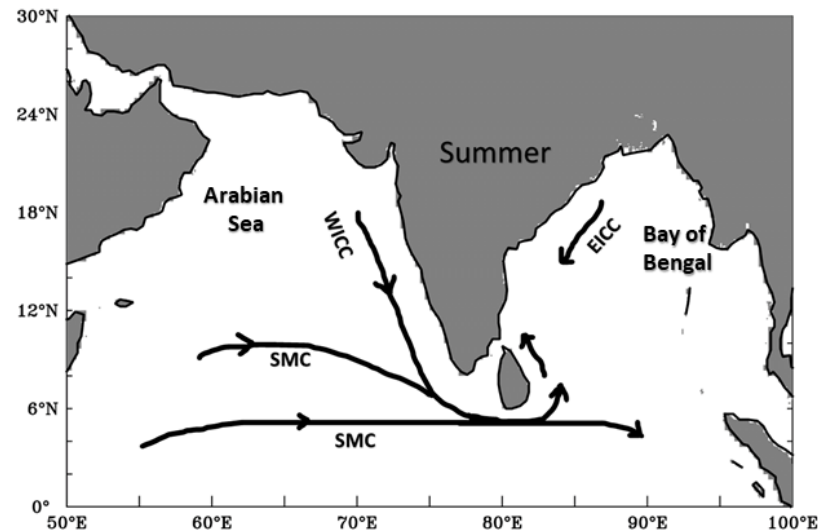 30°N
24°N
Summer
Arabian
Sea
18°N
WICC
EICC
Bay of
Bengal
12°N
SMC
6°N
SMC
0°
50°E
60°E
70°E
80°E
90°E
100°E